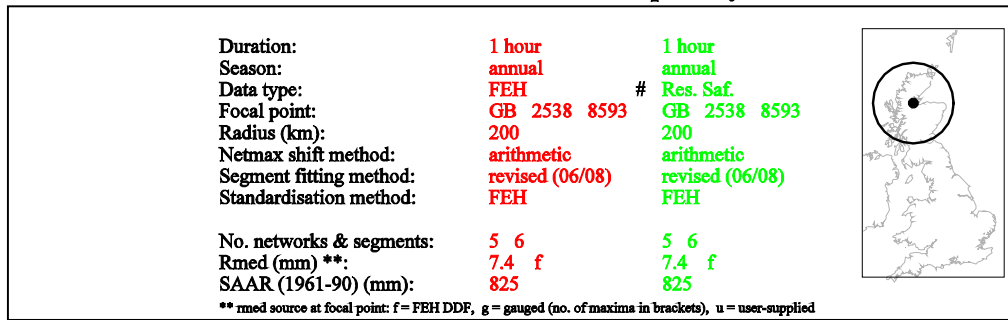 Duration: 1 hour 1 hour
Season: annual annual
Data type: FEH # Res. Saf.
Focal point: GB 2538 8593 GB 2538 8593
Radius (km): 200 200
Netmax shift method: arithmetic arithmetic
Segment fitting method: revised (06/08) revised (06/08)
Standardisation method: FEH FEH
No. networks & segments: 5 6 5 6
Rmed (mm) **: 7.4 f 7.4 f
SAAR (1961-90) (mm): 825 825
** rmed source at focal point: f = FEH DDF, g = gauged (no. of maxima in brackets), u = user-supplied